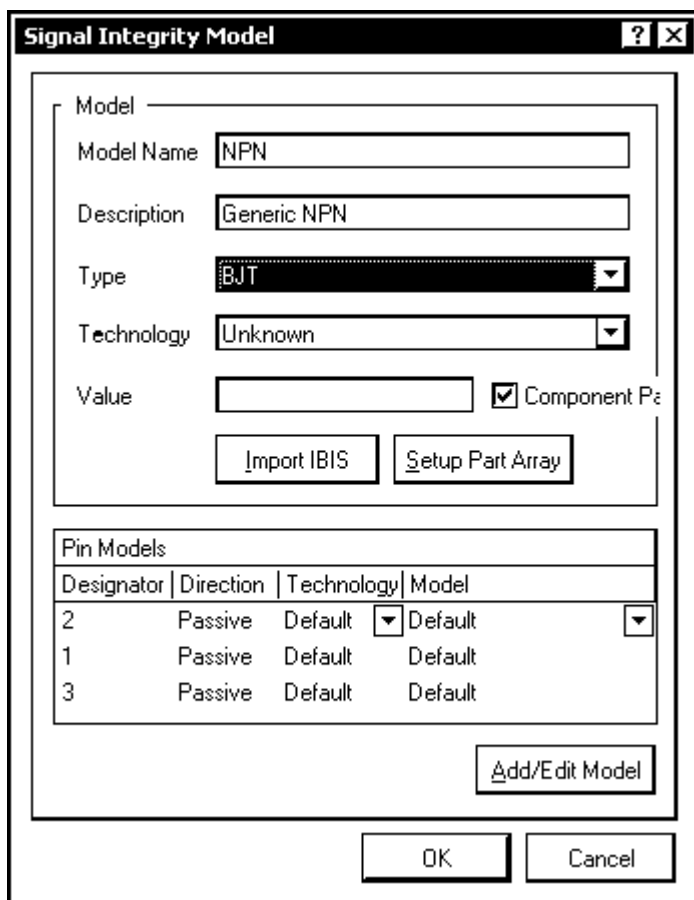 Signal Integrity Model
Model
Model Name NPN
Description Generic NPN
Type BJT
Technology Unknown
Value Component Pa
Import IBIS Setup Part Array
Pin Models
Designator Direction Technology Model
2 Passive Default Default
1 Passive Default Default
3 Passive Default Default
Add/Edit Model
OK Cancel